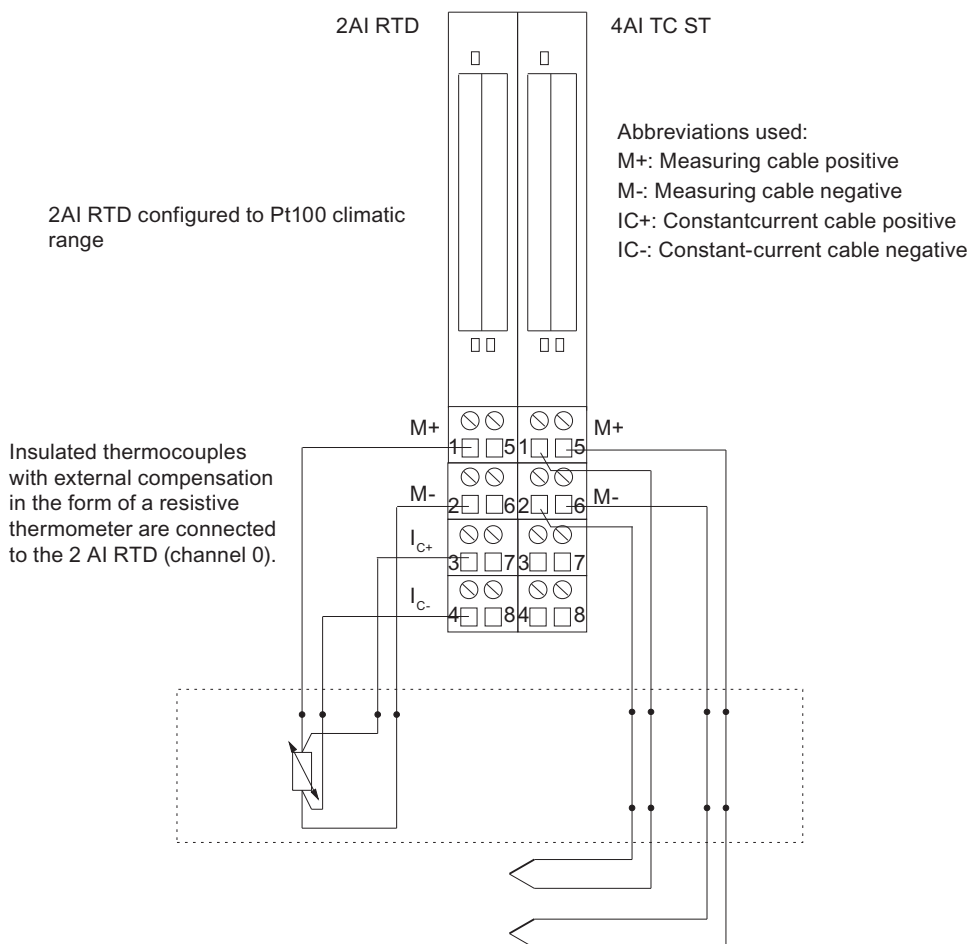 2AI RTD
4AI TC ST
Abbreviations used:
M+: Measuring cable positive
M-: Measuring cable negative
IC+: Constantcurrent cable positive
IC-: Constant-current cable negative
2AI RTD configured to Pt100 climatic
range
Insulated thermocouples
with external compensation
in the form of a resistive
thermometer are connected
to the 2 AI RTD (channel 0).
M+ 1 5 1 5 M+
M- 2 6 2 6 M-
IC+ 3 7 3 7
IC- 4 8 4 8